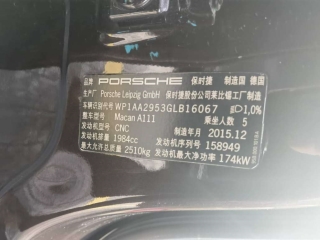 品牌 PORSCHE 保时捷 制造国 德国
生产厂 Porsche Leipzig GmbH 保时捷股份公司莱比锡工厂制造
车辆识别代号 WP1AA2953GLB16067 1,0%
整车型号 Macan A111 乘坐人数 5
发动机型号 CNC 制造年月 2015.12
发动机排量 1984cc 发动机序列号 158949
最大允许总质量 2510kg 发动机最大净功率 174kW